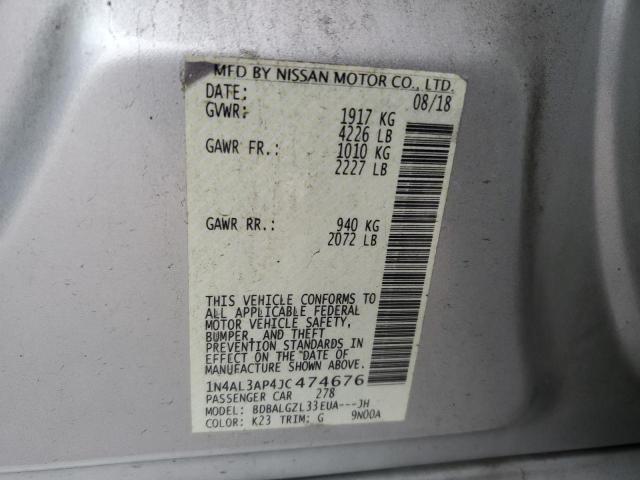 MFD BY NISSAN MOTOR CO., LTD.
DATE: 08/18
GVWR: 1917 KG
4226 LB
GAWR FR.: 1010 KG
2227 LB
GAWR RR.: 940 KG
2072 LB
THIS VEHICLE CONFORMS TO
ALL APPLICABLE FEDERAL
MOTOR VEHICLE SAFETY,
BUMPER, AND THEFT
PREVENTION STANDARDS IN
EFFECT ON THE DATE OF
MANUFACTURE SHOWN ABOVE.
1N4AL3AP4JC474676
PASSENGER CAR 278
MODEL: BDBALGZL33EUA---JH
COLOR: K23 TRIM: G 9N00A